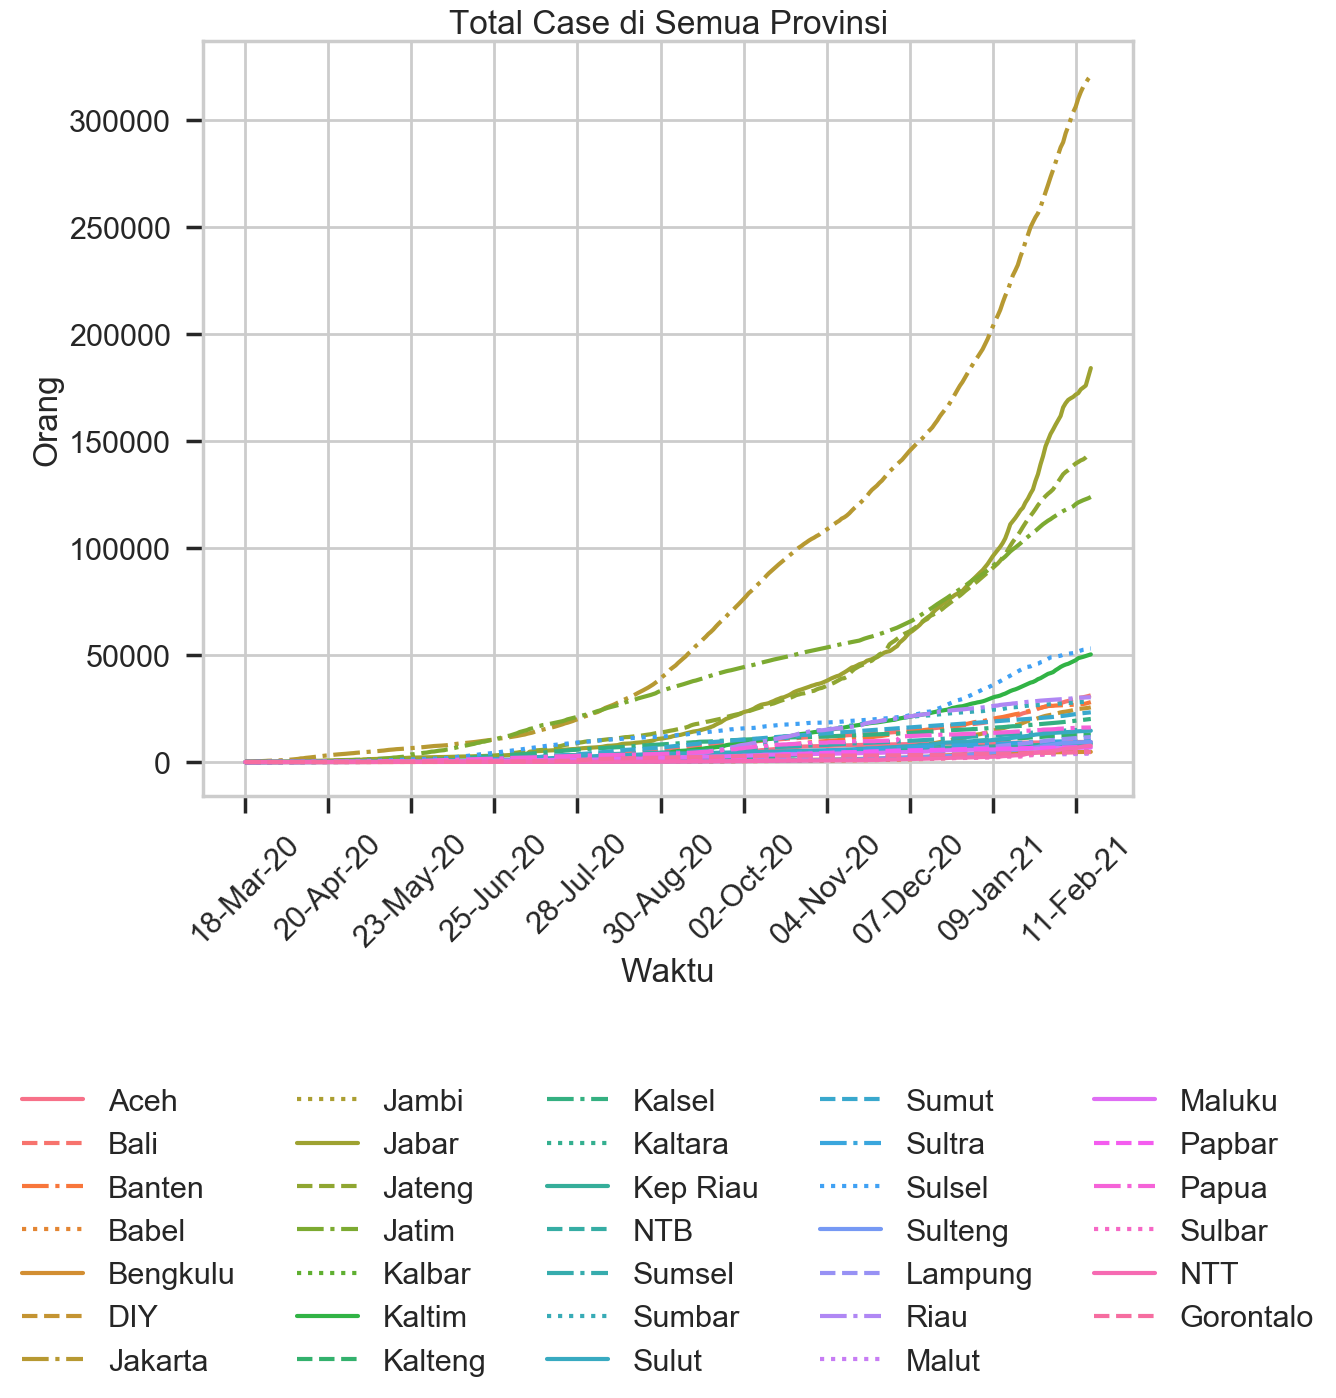 Total Case di Semua Provinsi
300000
250000
200000
150000
100000
50000
0
Orang
18-Mar-20
20-Apr-20
23-May-20
25-Jun-20
28-Jul-20
30-Aug-20
02-Oct-20
04-Nov-20
07-Dec-20
09-Jan-21
11-Feb-21
Waktu
Aceh
Bali
Banten
Babel
Bengkulu
DIY
Jakarta
Jambi
Jabar
Jateng
Jatim
Kalbar
Kaltim
Kalteng
Kalsel
Kaltara
Kep Riau
NTB
Sumsel
Sumbar
Sulut
Sumut
Sultra
Sulsel
Sulteng
Lampung
Riau
Malut
Maluku
Papbar
Papua
Sulbar
NTT
Gorontalo